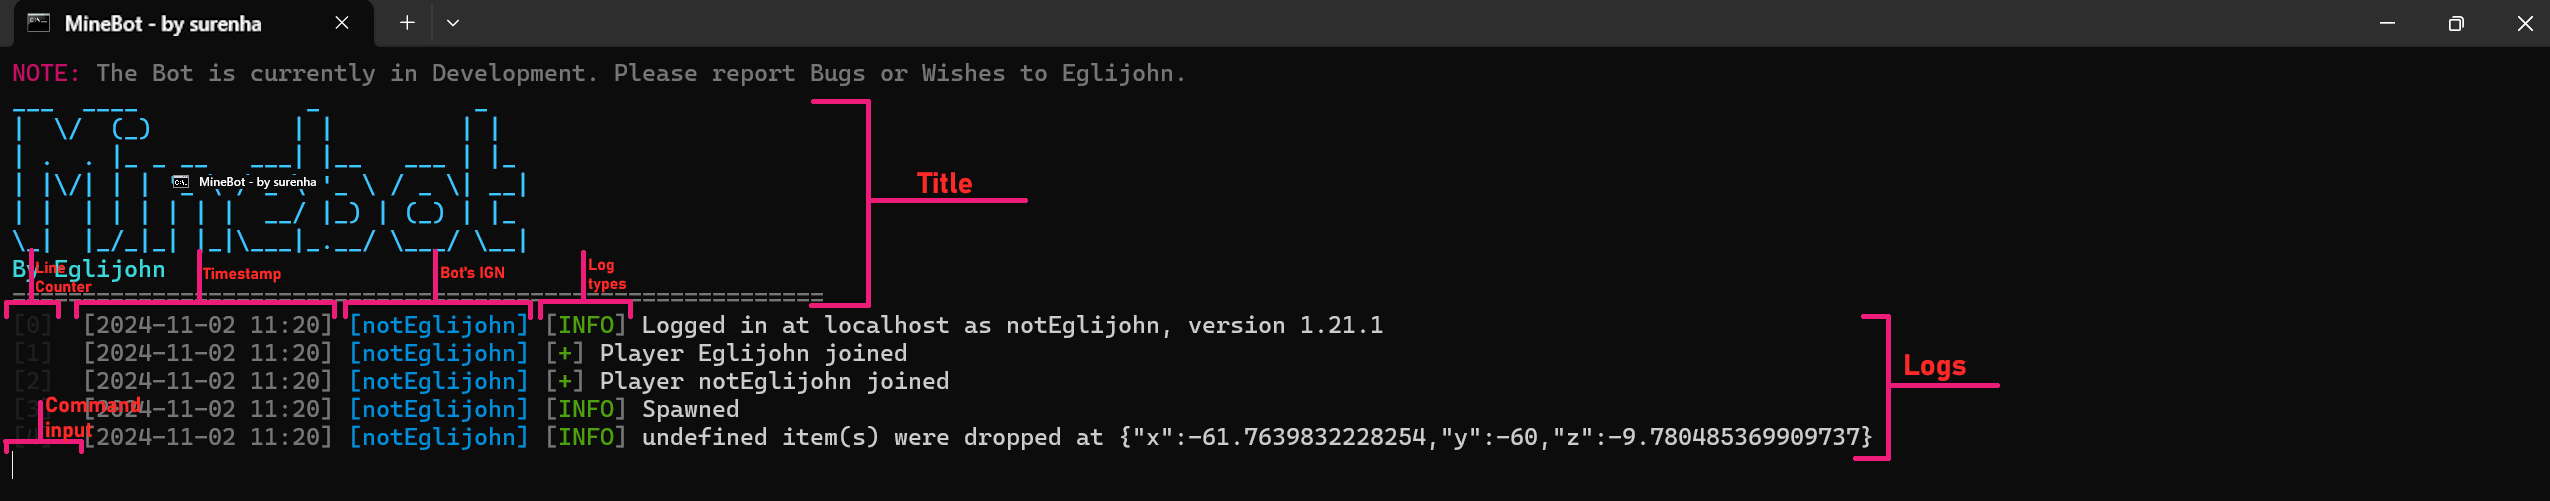 MineBot - by surenha
NOTE: The Bot is currently in Development. Please report Bugs or Wishes to Eglijohn.
Minebot
MineBot - by surenha
Title
By Eglijohn
Line
Counter
Timestamp
Bot's IGN
Log
types
[0] [2024-11-02 11:20] [notEglijohn] [INFO] Logged in at localhost as notEglijohn, version 1.21.1
[1] [2024-11-02 11:20] [notEglijohn] [+] Player Eglijohn joined
[2] [2024-11-02 11:20] [notEglijohn] [+] Player notEglijohn joined
Logs
[3] [2024-11-02 11:20] [notEglijohn] [INFO] Spawned
Command
input
[2024-11-02 11:20] [notEglijohn] [INFO] undefined item(s) were dropped at {"x":-61.7639832228254,"y":-60,"z":-9.780485369909737}